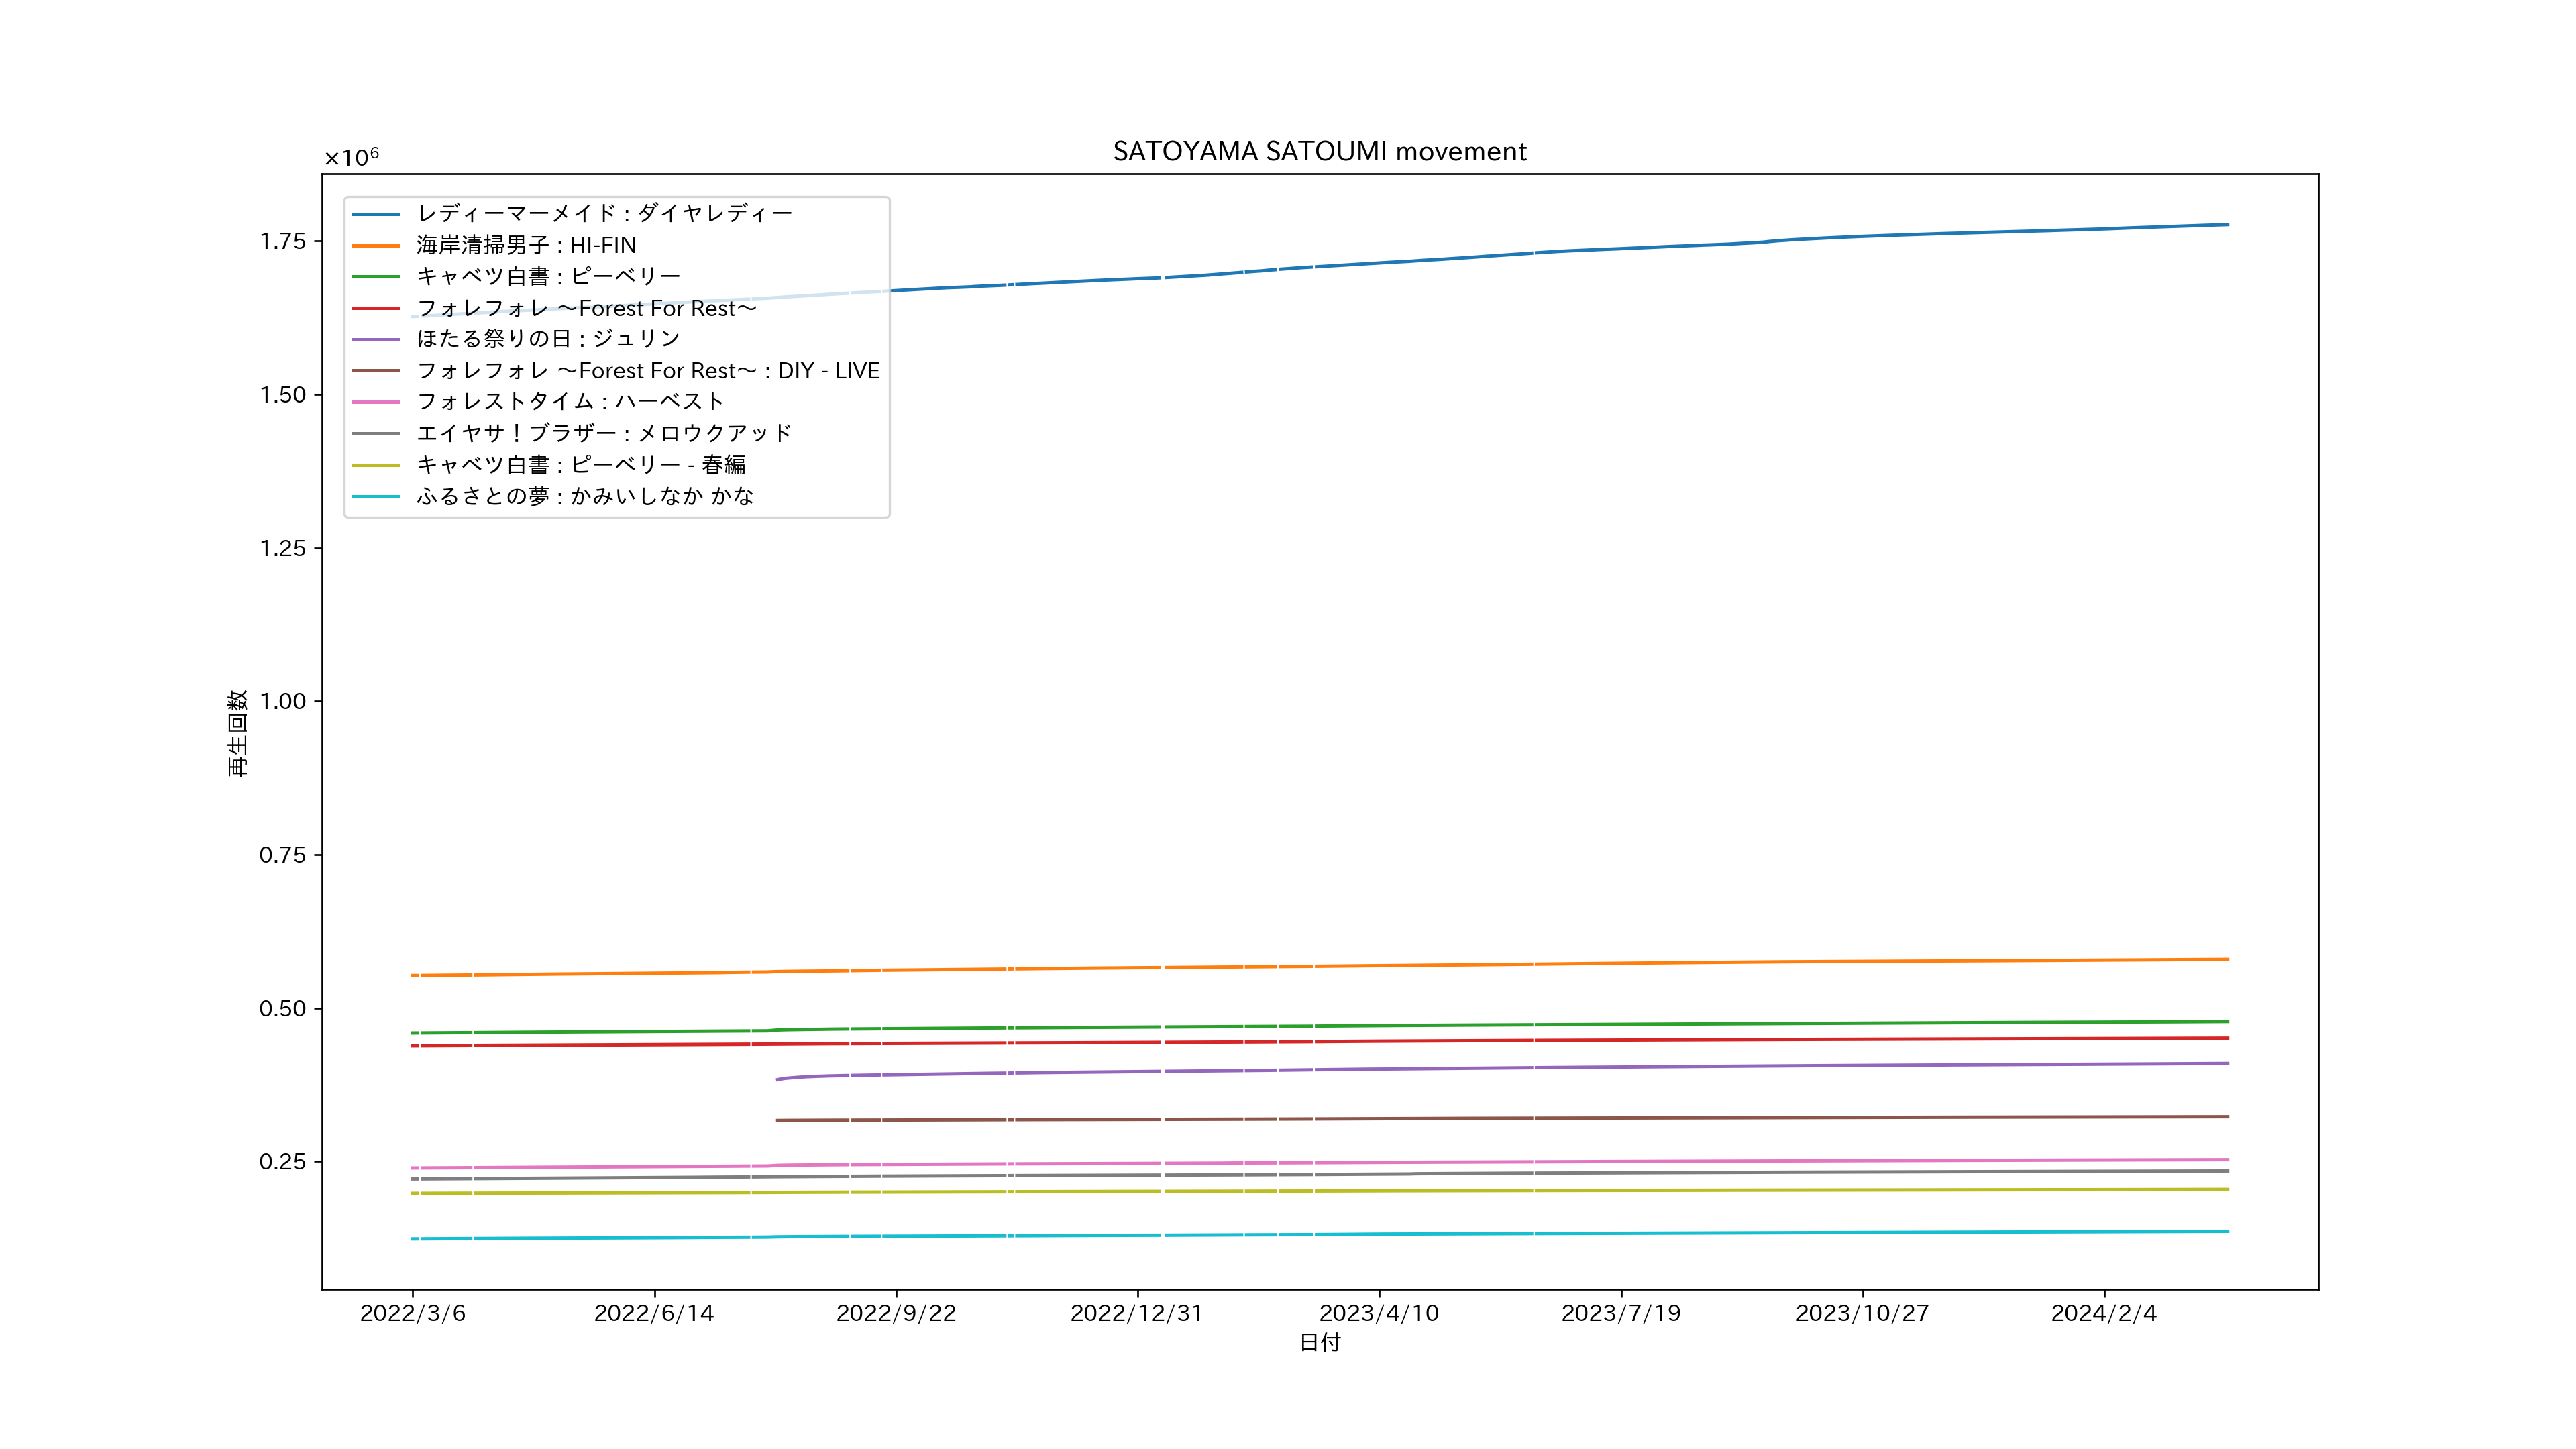 SATOYAMA SATOUMI movement
×10⁶
レディーマーメイド : ダイヤレディー
海岸清掃男子 : HI-FIN
キャベツ白書 : ピーベリー
フォレフォレ 〜Forest For Rest〜
ほたる祭りの日 : ジュリン
フォレフォレ 〜Forest For Rest〜 : DIY - LIVE
フォレストタイム : ハーベスト
エイヤサ！ブラザー : メロウクアッド
キャベツ白書 : ピーベリー - 春編
ふるさとの夢 : かみいしなか かな
1.75
1.50
1.25
1.00
0.75
0.50
0.25
再生回数
2022/3/6 2022/6/14 2022/9/22 2022/12/31 2023/4/10 2023/7/19 2023/10/27 2024/2/4
日付